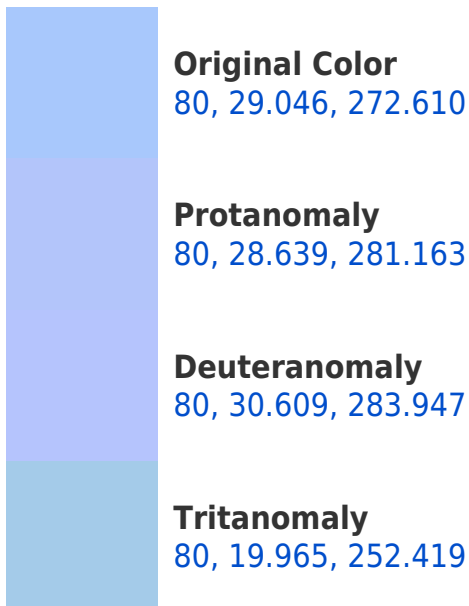 Original Color
80, 29.046, 272.610
Protanomaly
80, 28.639, 281.163
Deuteranomaly
80, 30.609, 283.947
Tritanomaly
80, 19.965, 252.419